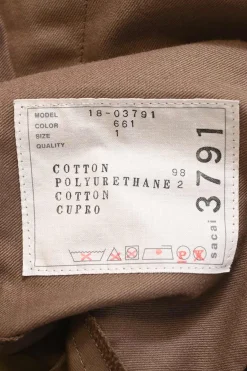 MODEL 18-03791
COLOR 661
SIZE 1
QUALITY
COTTON 98
POLYURETHANE 2
COTTON
CUPRO
sacai 3791